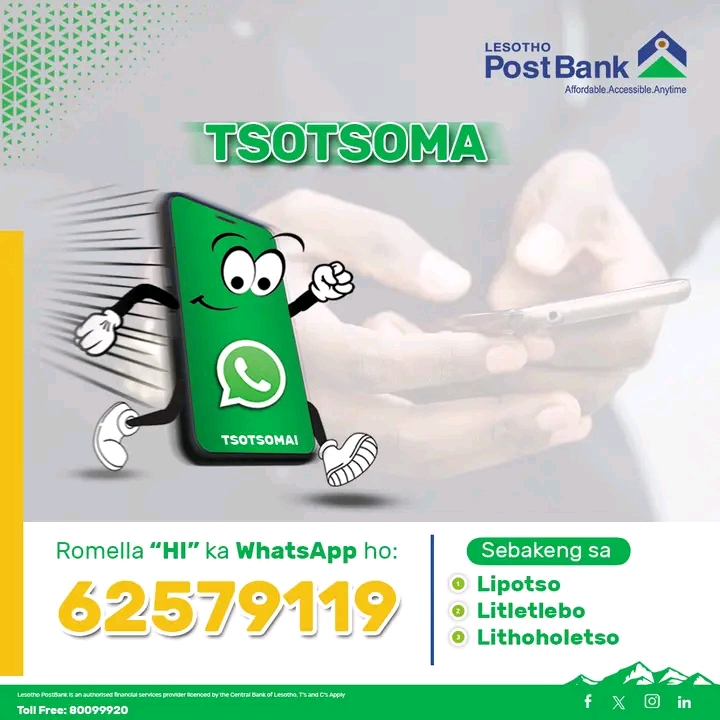 LESOTHO
PostBank
Affordable.Accessible.Anytime
TSOTSOMA
TSOTSOMA!
Romella “HI” ka WhatsApp ho:
62579119
Sebakeng sa
1 Lipotso
2 Litletlebo
3 Lithoholetso
Lesotho PostBank is an authorised financial services provider licenced by the Central Bank of Lesotho, T's and C's Apply
Toll Free: 80099920